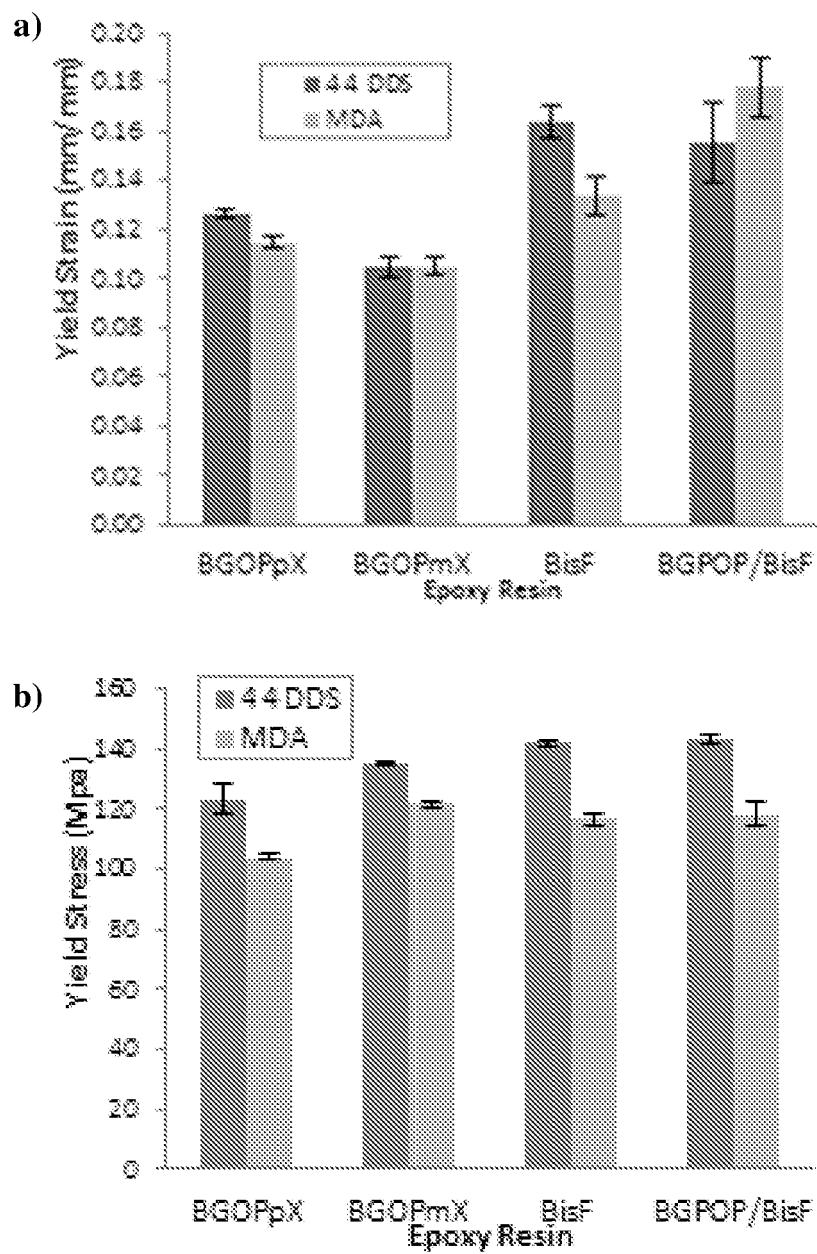 a)
Yield Strain (mm/mm)
0.20
0.18
0.16
0.14
0.12
0.10
0.08
0.06
0.04
0.02
0.00
44 DDS
MDA
BGOPpX
BGOPmX
BisF
BGPOP/BisF
Epoxy Resin
b)
Yield Stress (Mpa)
160
140
120
100
80
60
40
20
0
44 DDS
MDA
BGOPpX
BGOPmX
BisF
BGPOP/BisF
Epoxy Resin